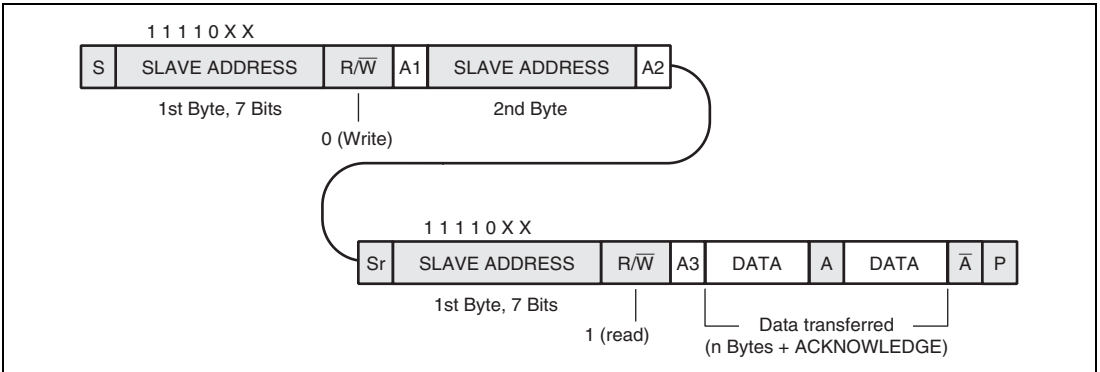 1 1 1 1 0 X X
S SLAVE ADDRESS R/W̅ A1 SLAVE ADDRESS A2
1st Byte, 7 Bits 2nd Byte
0 (Write)
1 1 1 1 0 X X
Sr SLAVE ADDRESS R/W̅ A3 DATA A DATA A̅ P
1st Byte, 7 Bits
1 (read)
Data transferred
(n Bytes + ACKNOWLEDGE)